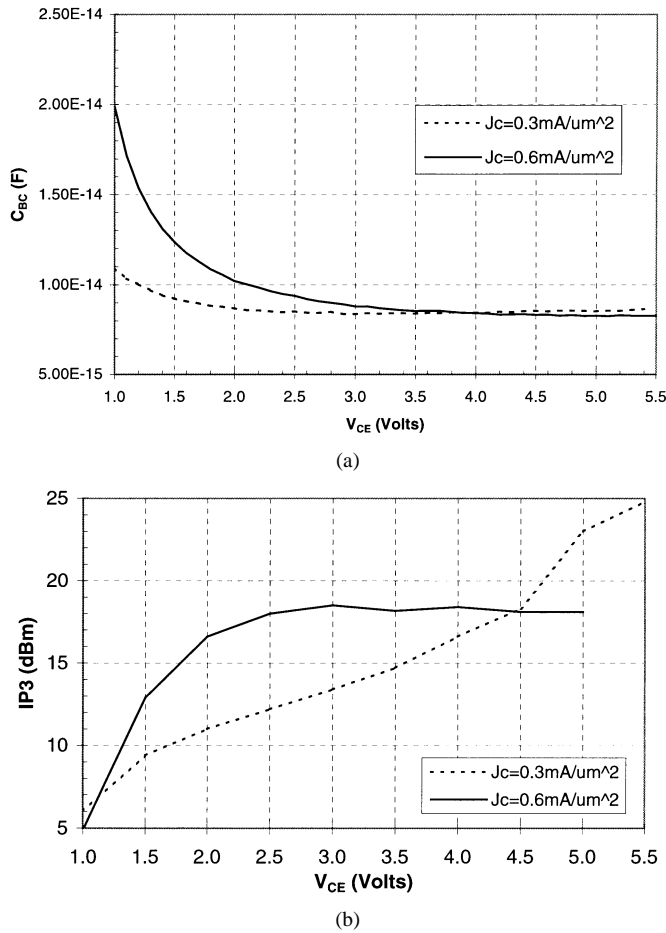 2.50E-14
2.00E-14
1.50E-14
1.00E-14
5.00E-15
C_BC (F)
Jc=0.3mA/um^2
Jc=0.6mA/um^2
1.0 1.5 2.0 2.5 3.0 3.5 4.0 4.5 5.0 5.5
V_CE (Volts)
(a)
25
20
15
10
5
IP3 (dBm)
Jc=0.3mA/um^2
Jc=0.6mA/um^2
1.0 1.5 2.0 2.5 3.0 3.5 4.0 4.5 5.0 5.5
V_CE (Volts)
(b)